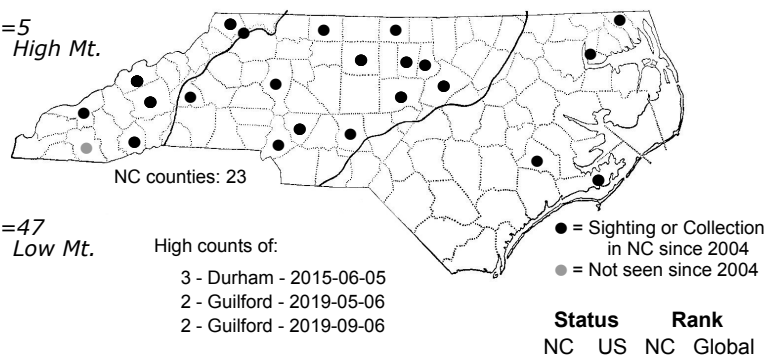 =5
High Mt.
NC counties: 23
=47
Low Mt.
High counts of:
3 - Durham - 2015-06-05
2 - Guilford - 2019-05-06
2 - Guilford - 2019-09-06
= Sighting or Collection
in NC since 2004
= Not seen since 2004
Status Rank
NC US NC Global